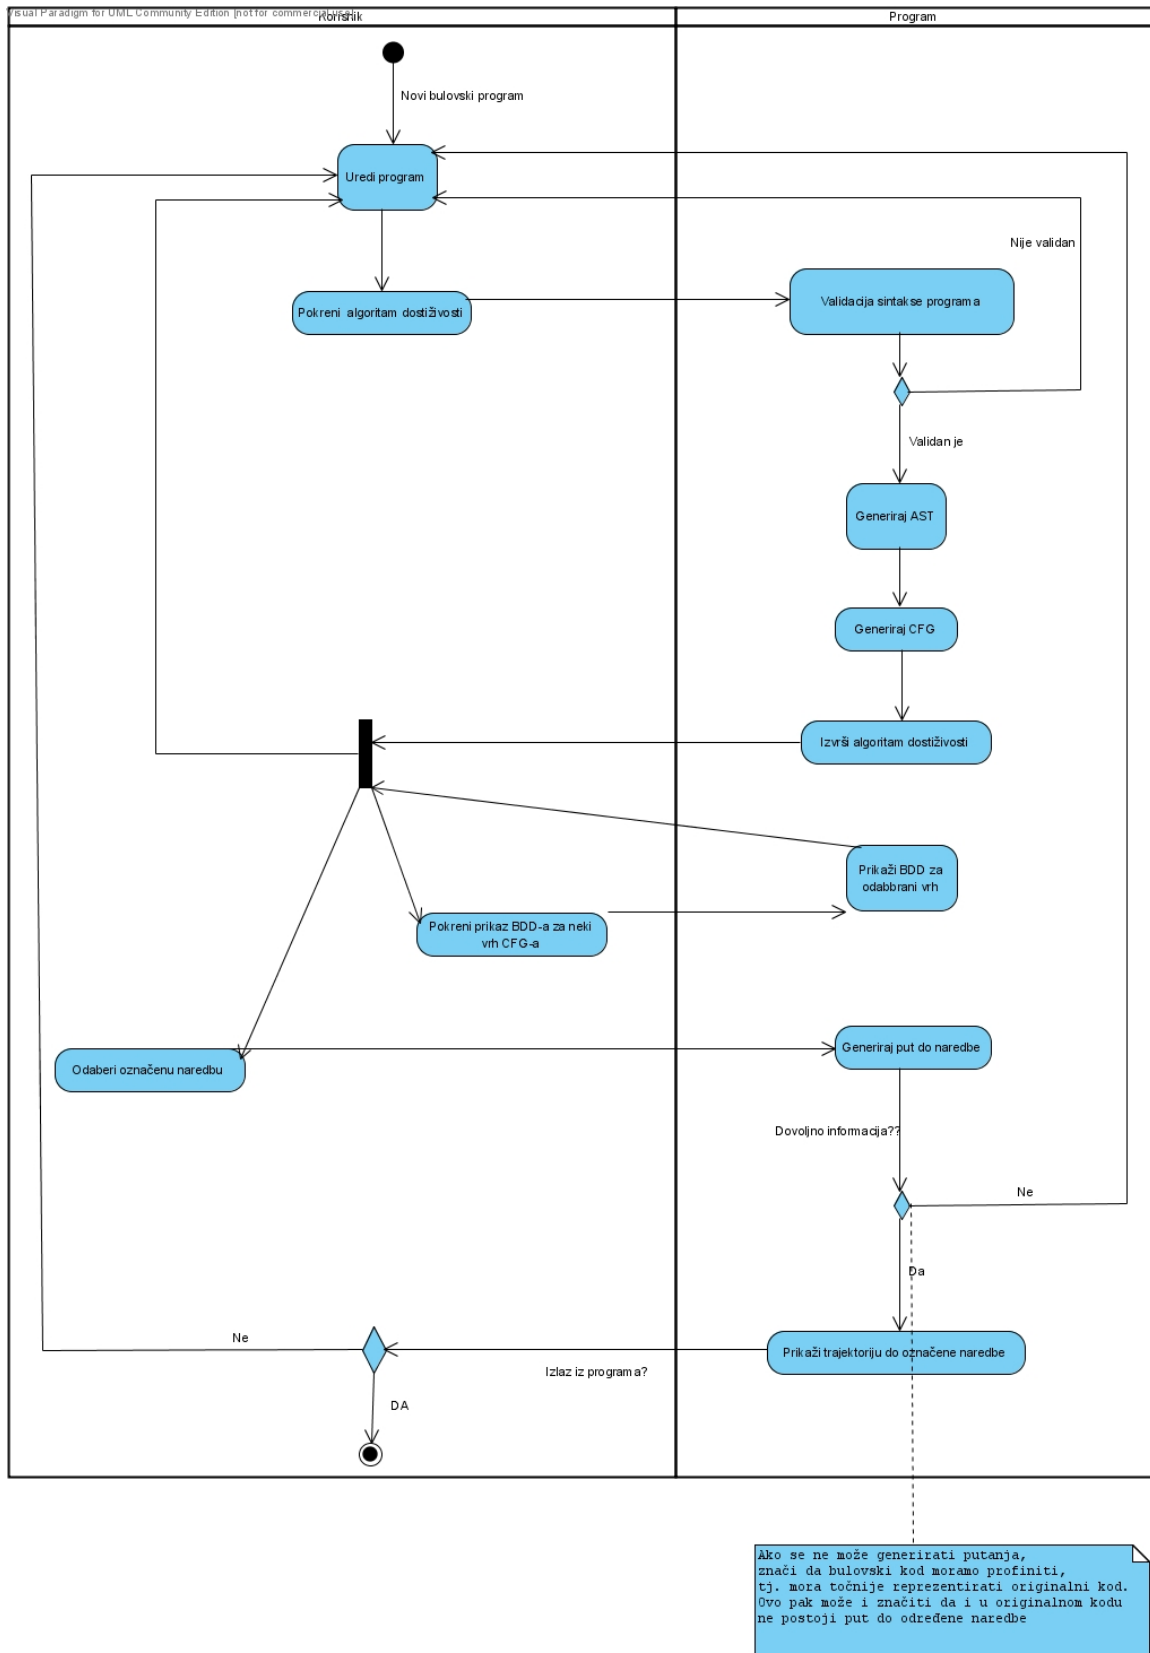 Visual Paradigm for UML Community Edition [not for commercial use]
Korisnik
Program
Novi bulovski program
Uredi program
Nije validan
Pokreni algoritam dostiživosti
Validacija sintakse programa
Validan je
Generiraj AST
Generiraj CFG
Izvrši algoritam dostiživosti
Prikaži BDD za
odabbrani vrh
Pokreni prikaz BDD-a za neki
vrh CFG-a
Generiraj put do naredbe
Odaberi označenu naredbu
Dovoljno informacija??
Ne
Da
Ne
Prikaži trajektoriju do označene naredbe
Izlaz iz programa?
DA
Ako se ne može generirati putanja,
znači da bulovski kod moramo profiniti,
tj. mora točnije reprezentirati originalni kod.
Ovo pak može i značiti da i u originalnom kodu
ne postoji put do određene naredbe